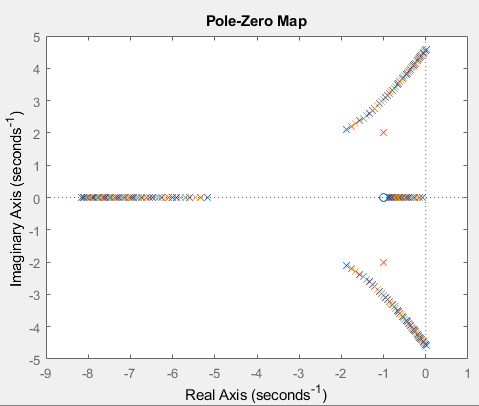 Pole-Zero Map
Imaginary Axis (seconds⁻¹)
5
4
3
2
1
0
-1
-2
-3
-4
-5
-9 -8 -7 -6 -5 -4 -3 -2 -1 0 1
Real Axis (seconds⁻¹)